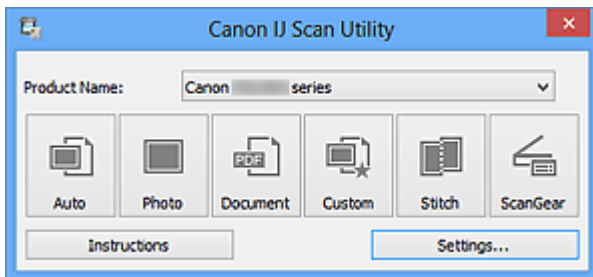 Canon IJ Scan Utility
Product Name: Canon series
PDF
Auto Photo Document Custom Stitch ScanGear
Instructions Settings...